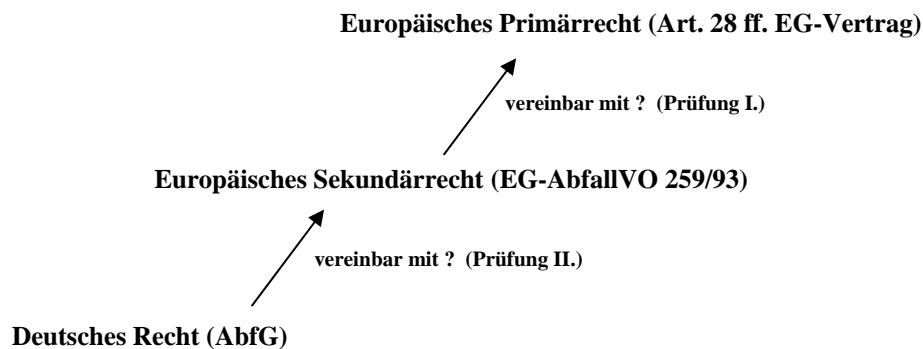 Europäisches Primärrecht (Art. 28 ff. EG-Vertrag)
vereinbar mit ? (Prüfung I.)
Europäisches Sekundärrecht (EG-AbfallVO 259/93)
vereinbar mit ? (Prüfung II.)
Deutsches Recht (AbfG)